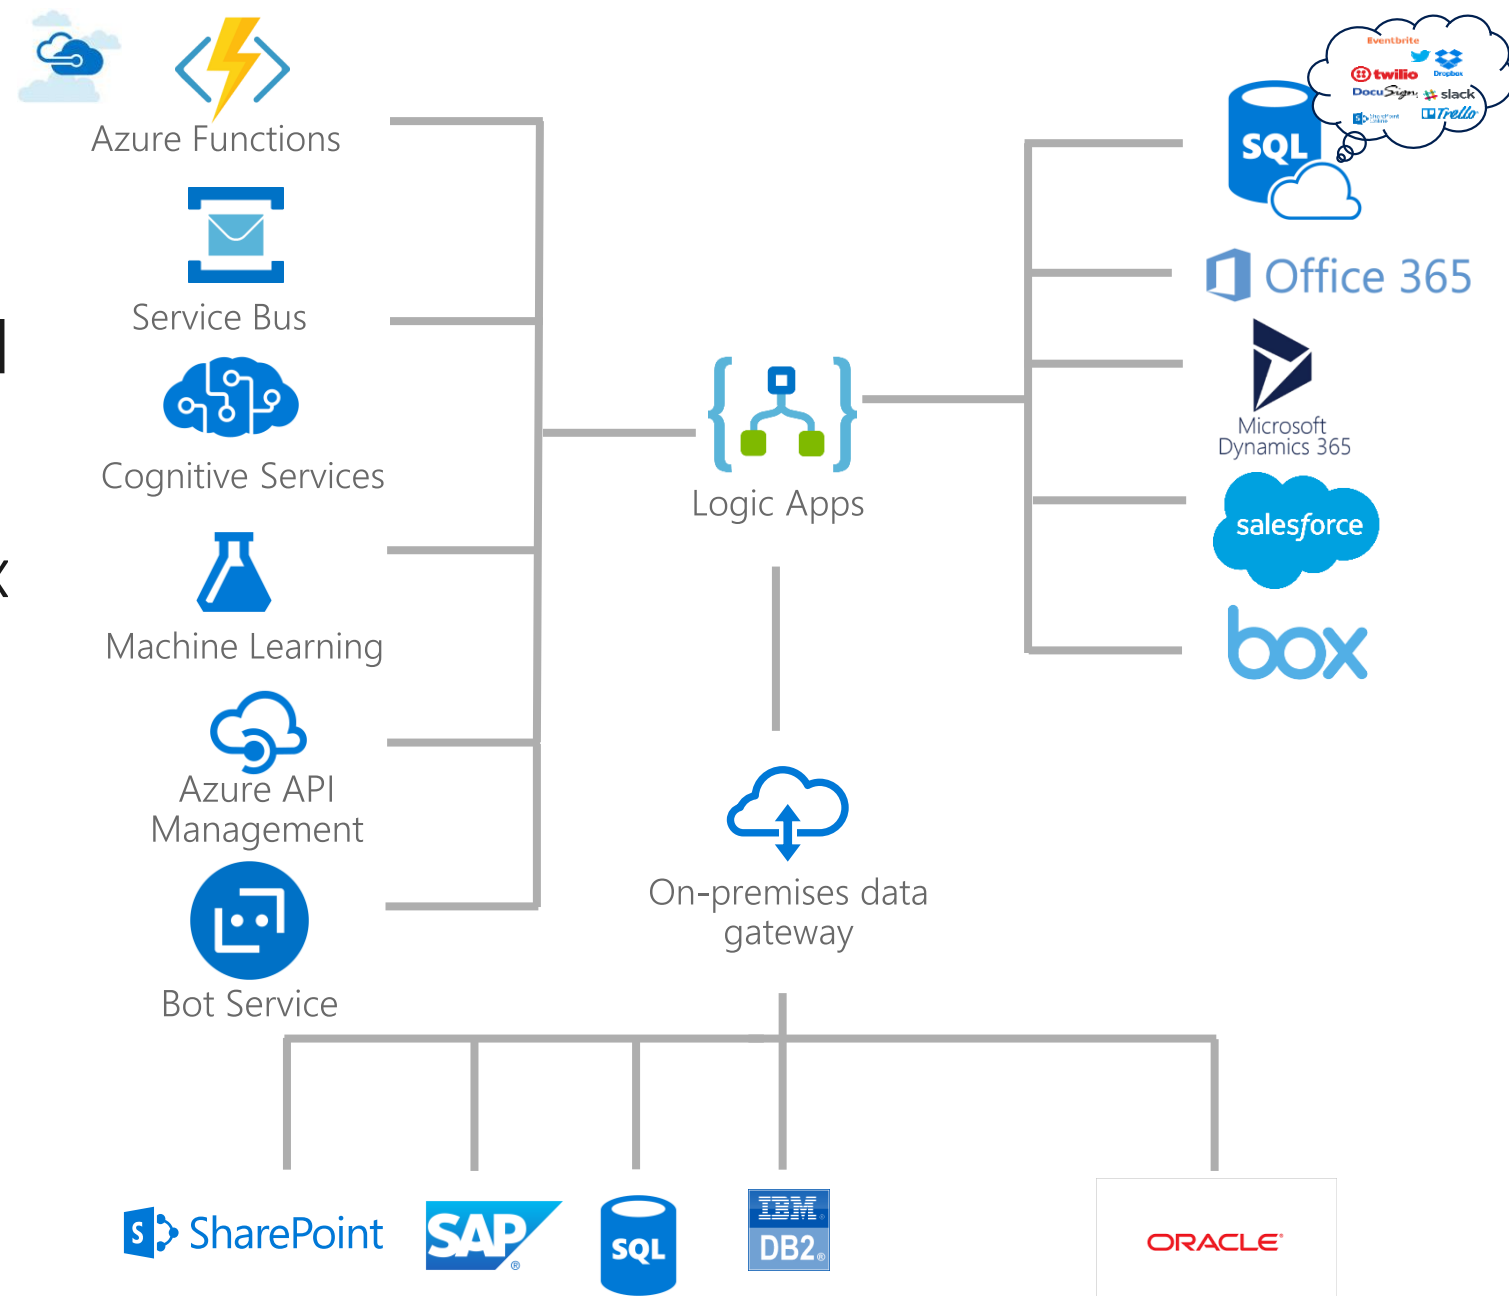 Azure Functions
Service Bus
Cognitive Services
Machine Learning
Azure API
Management
Bot Service
Logic Apps
On-premises data
gateway
Eventbrite
twilio
Dropbox
DocuSign
slack
SharePoint
Online
Trello
SQL
Office 365
Microsoft
Dynamics 365
salesforce
box
S SharePoint
SAP®
SQL
IBM®
DB2®
ORACLE®